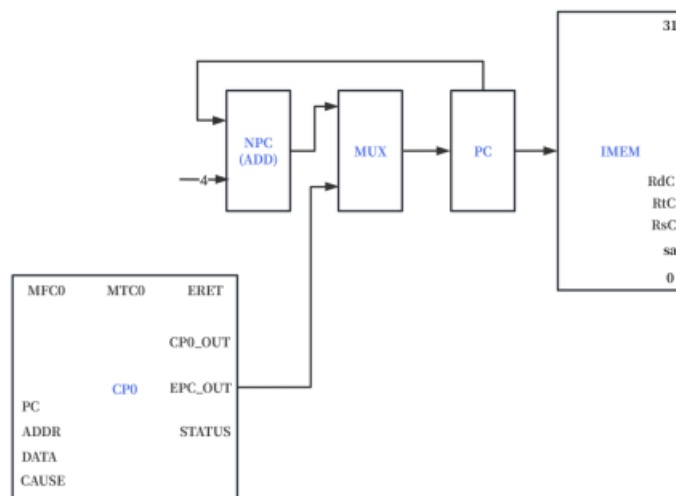 31
NPC
(ADD)
MUX
PC
IMEM
4
RdC
RtC
RsC
sa
0
MFC0 MTC0 ERET
CP0_OUT
CP0 EPC_OUT
PC
ADDR STATUS
DATA
CAUSE